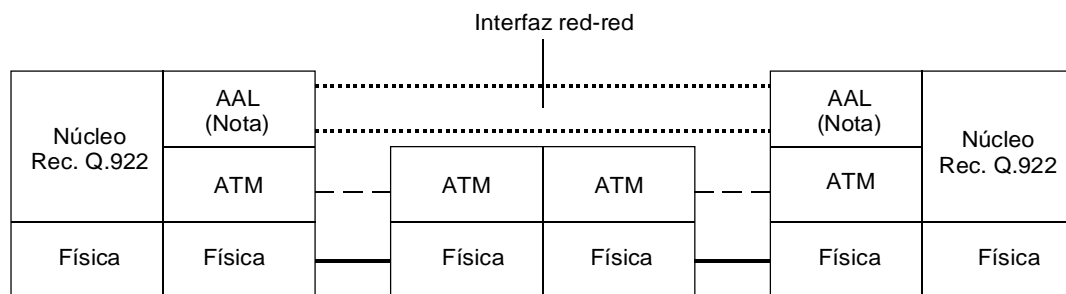 Interfaz red-red
Núcleo
Rec. Q.922
AAL
(Nota)
ATM
ATM
ATM
AAL
(Nota)
ATM
Núcleo
Rec. Q.922
Física
Física
Física
Física
Física
Física